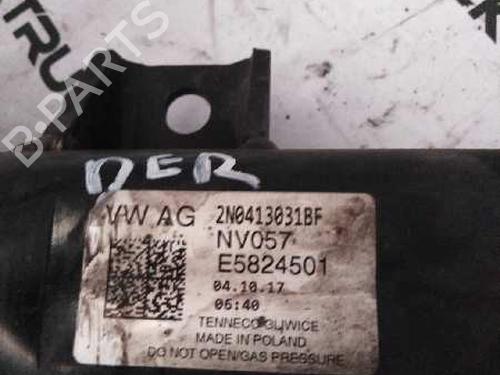 B-PARTS
DER
VW AG 2N0413031BF
NV057
E5824501
04.10.17
06:40
TENNECO GLIWICE
MADE IN POLAND
DO NOT OPEN/GAS PRESSURE